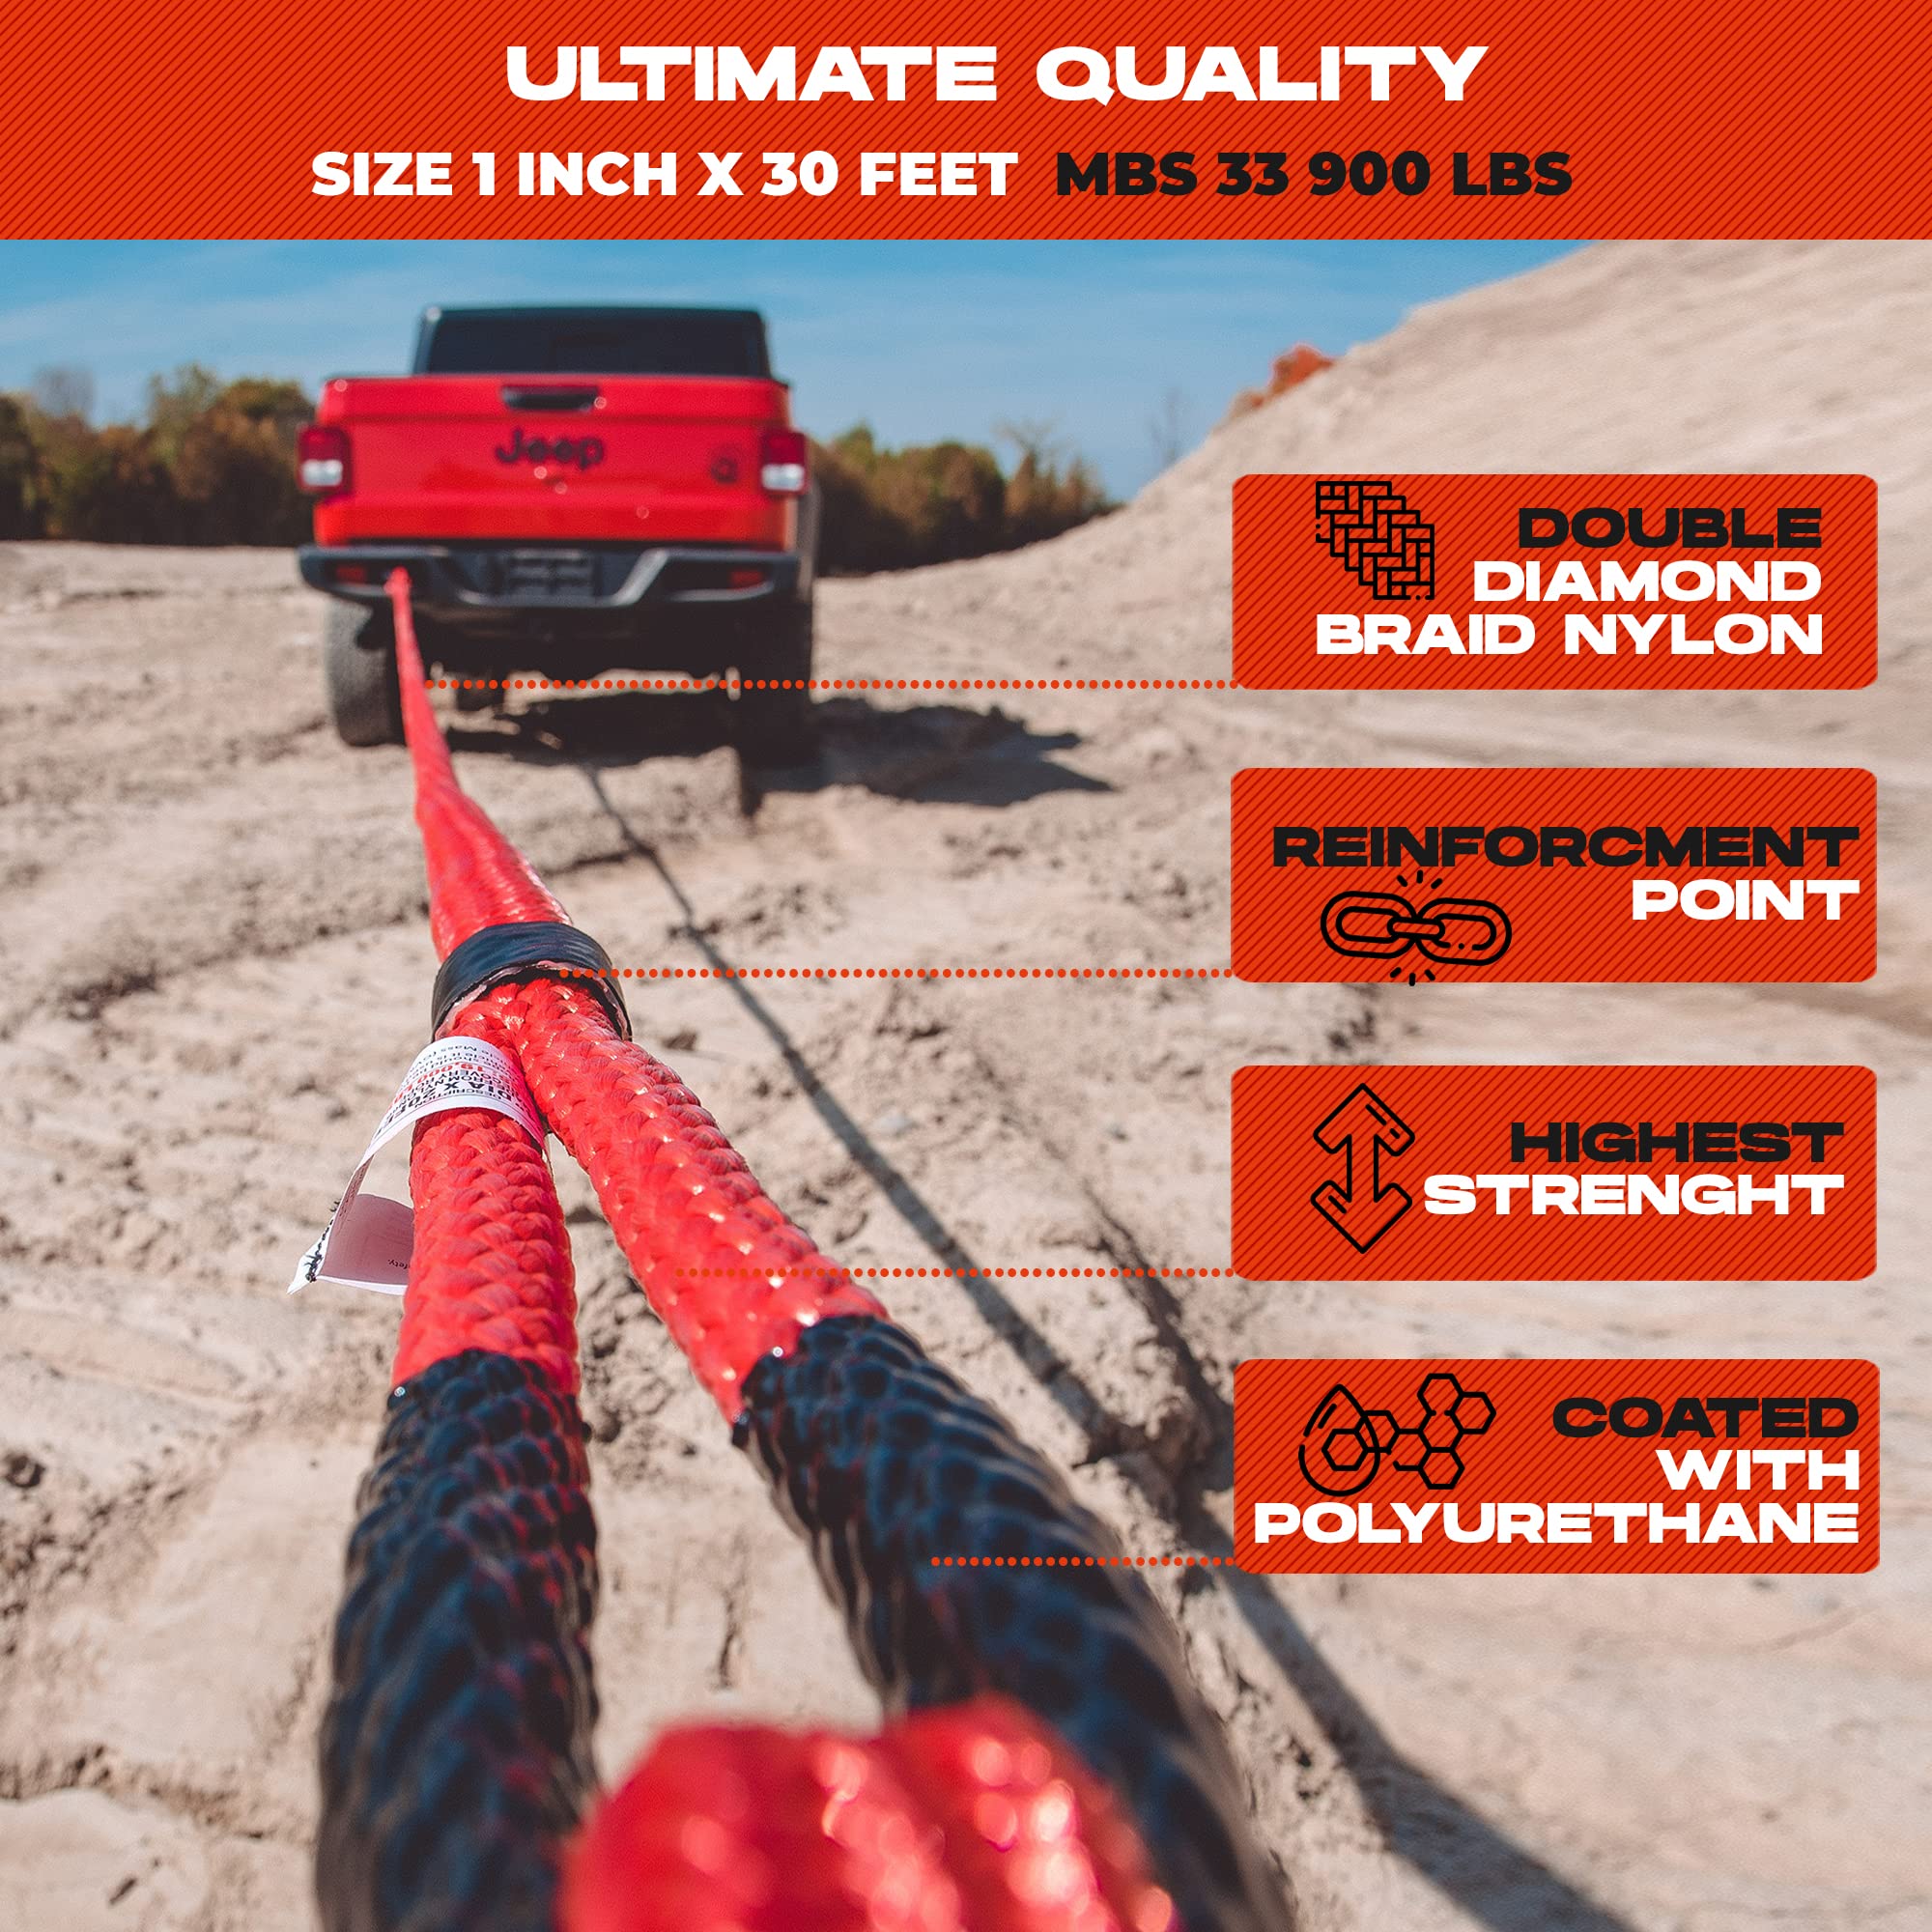 ULTIMATE QUALITY
SIZE 1 INCH X 30 FEET MBS 33 900 LBS
Jeep
DOUBLE
DIAMOND
BRAID NYLON
REINFORCMENT
POINT
HIGHEST
STRENGHT
COATED
WITH
POLYURETHANE
DIA X